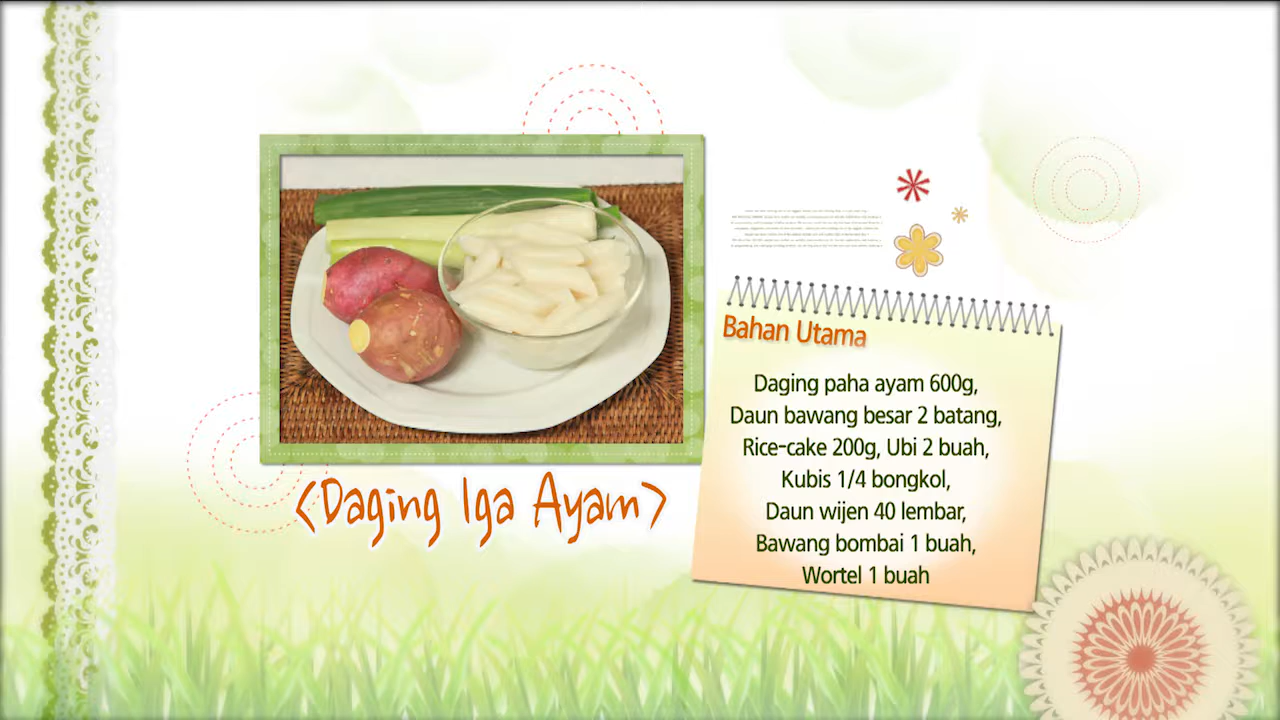 <Daging Iga Ayam>
Bahan Utama
Daging paha ayam 600g,
Daun bawang besar 2 batang,
Rice-cake 200g, Ubi 2 buah,
Kubis 1/4 bongkol,
Daun wijen 40 lembar,
Bawang bombai 1 buah,
Wortel 1 buah